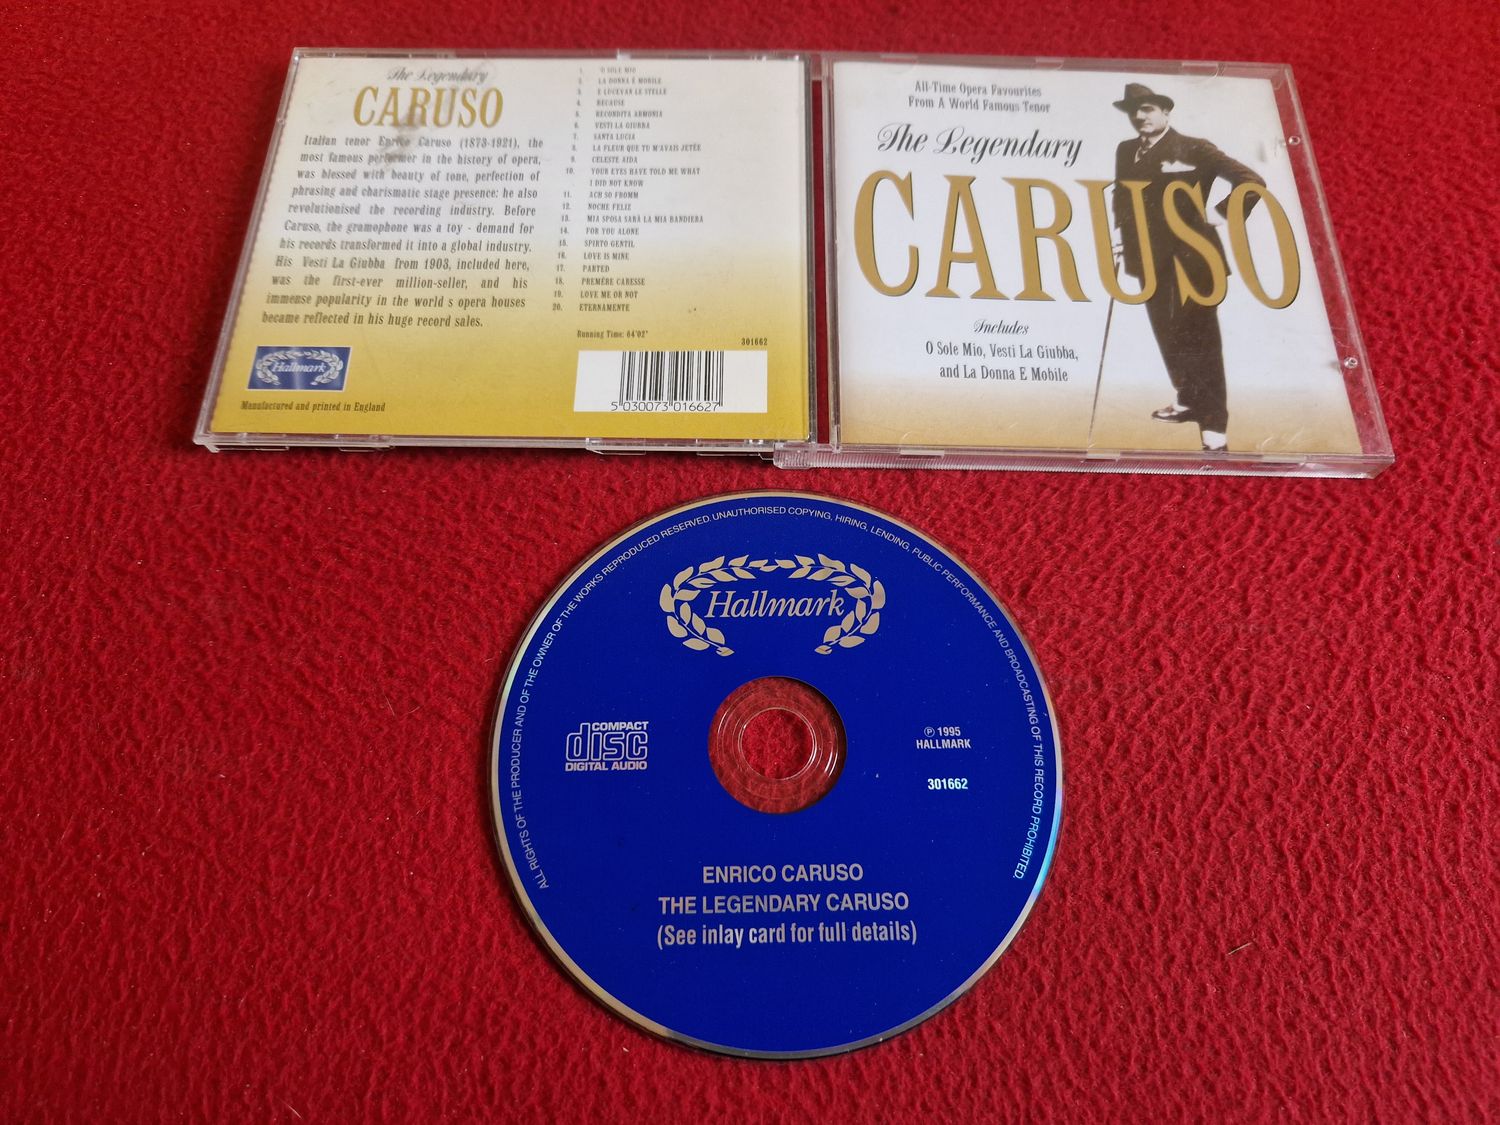 The Legendary
CARUSO
Italian tenor Enrico Caruso (1873-1921), the
most famous performer in the history of opera,
was blessed with beauty of tone, perfection of
phrasing and charismatic stage presence: he also
revolutionised the recording industry. Before
Caruso, the gramophone was a toy - demand for
his records transformed it into a global industry.
His Vesti La Giubba from 1903, included here,
was the first-ever million-seller, and his
immense popularity in the world s opera houses
became reflected in his huge record sales.
Hallmark
Manufactured and printed in England
1. 'O SOLE MIO
2. LA DONNA È MOBILE
3. E LUCEVAN LE STELLE
4. BECAUSE
5. RECONDITA ARMONIA
6. VESTI LA GIUBBA
7. SANTA LUCIA
8. LA FLEUR QUE TU M'AVAIS JETÉE
9. CELESTE AIDA
10. YOUR EYES HAVE TOLD ME WHAT
I DID NOT KNOW
11. ACH SO FROMM
12. NOCHE FELIZ
13. MIA SPOSA SARÀ LA MIA BANDIERA
14. FOR YOU ALONE
15. SPIRTO GENTIL
16. LOVE IS MINE
17. PARTED
18. PREMÉRE CARESSE
19. LOVE ME OR NOT
20. ETERNAMENTE
Running Time: 64'02"
301662
5 030073 016627
All-Time Opera Favourites
From A World Famous Tenor
The Legendary
CARUSO
Includes
O Sole Mio, Vesti La Giubba,
and La Donna E Mobile
ALL RIGHTS OF THE PRODUCER AND OF THE OWNER OF THE WORKS REPRODUCED RESERVED. UNAUTHORISED COPYING, HIRING, LENDING, PUBLIC PERFORMANCE AND BROADCASTING OF THIS RECORD PROHIBITED.
Hallmark
COMPACT
disc
DIGITAL AUDIO
℗ 1995
HALLMARK
301662
ENRICO CARUSO
THE LEGENDARY CARUSO
(See inlay card for full details)